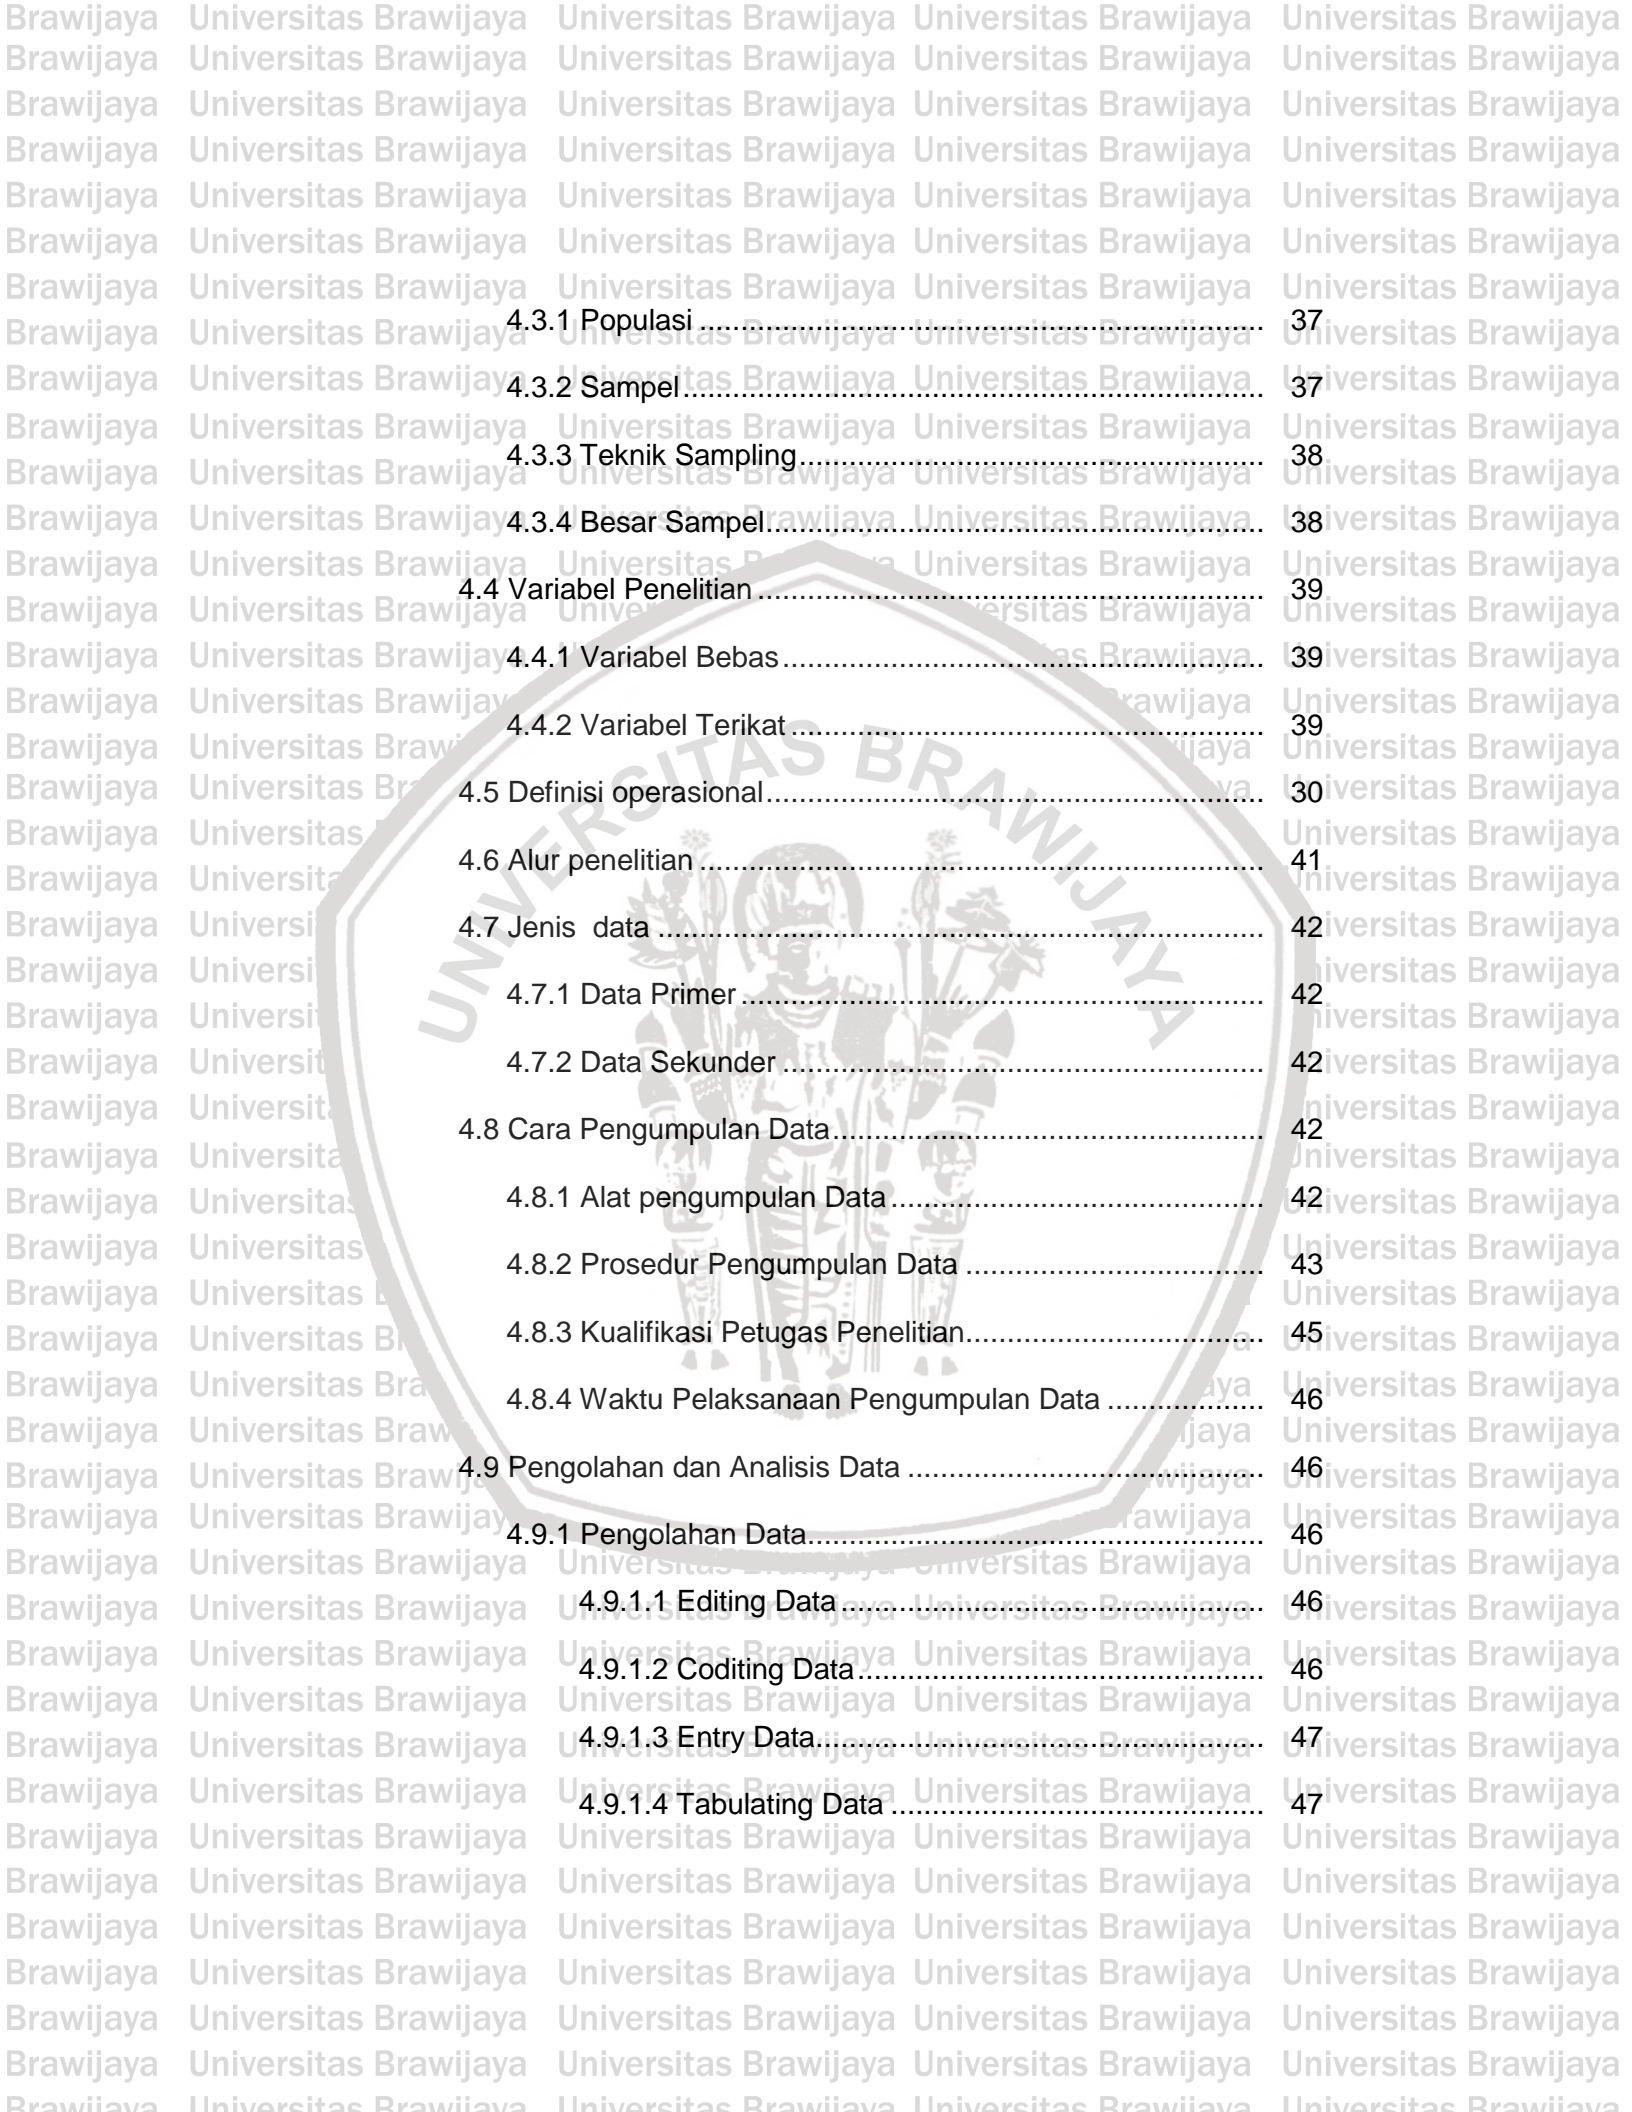 4.3.1 Populasi ........ 37
4.3.2 Sampel ........ 37
4.3.3 Teknik Sampling ........ 38
4.3.4 Besar Sampel ........ 38
4.4 Variabel Penelitian ........ 39
4.4.1 Variabel Bebas ........ 39
4.4.2 Variabel Terikat ........ 39
4.5 Definisi operasional ........ 30
4.6 Alur penelitian ........ 41
4.7 Jenis  data ........ 42
4.7.1 Data Primer ........ 42
4.7.2 Data Sekunder ........ 42
4.8 Cara Pengumpulan Data ........ 42
4.8.1 Alat pengumpulan Data ........ 42
4.8.2 Prosedur Pengumpulan Data ........ 43
4.8.3 Kualifikasi Petugas Penelitian ........ 45
4.8.4 Waktu Pelaksanaan Pengumpulan Data ........ 46
4.9 Pengolahan dan Analisis Data ........ 46
4.9.1 Pengolahan Data ........ 46
4.9.1.1 Editing Data ........ 46
4.9.1.2 Coditing Data ........ 46
4.9.1.3 Entry Data ........ 47
4.9.1.4 Tabulating Data ........ 47
UNIVERSITAS BRAWIJAYA